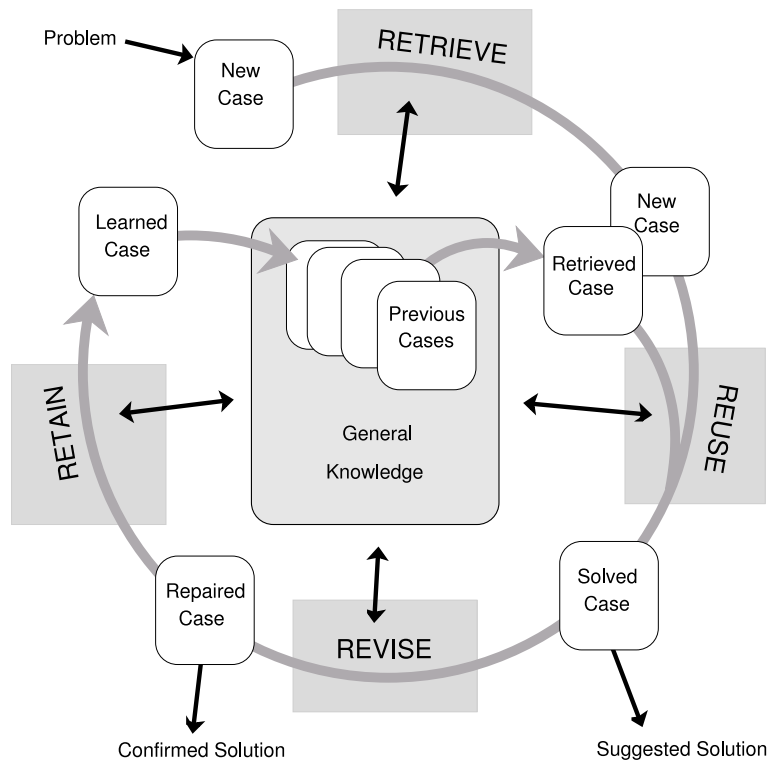 Problem
New
Case
RETRIEVE
Learned
Case
New
Case
Retrieved
Case
Previous
Cases
General
Knowledge
RETAIN
REUSE
Repaired
Case
REVISE
Solved
Case
Confirmed Solution
Suggested Solution